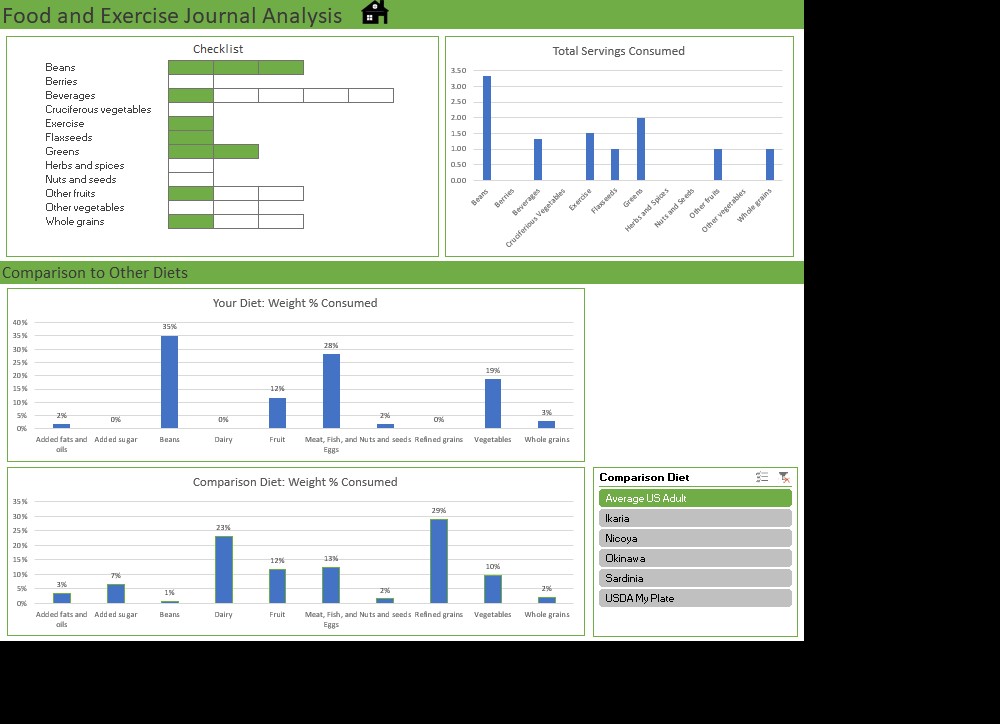 Food and Exercise Journal Analysis
Checklist
Beans
Berries
Beverages
Cruciferous vegetables
Exercise
Flaxseeds
Greens
Herbs and spices
Nuts and seeds
Other fruits
Other vegetables
Whole grains
Total Servings Consumed
3.50
3.00
2.50
2.00
1.50
1.00
0.50
0.00
Beans
Berries
Beverages
Cruciferious Vegetables
Exercise
Flaxseeds
Greens
Herbs and Spices
Nuts and Seeds
Other fruits
Other vegetables
Whole grains
Comparison to Other Diets
Your Diet: Weight % Consumed
40%
35%
30%
25%
20%
15%
10%
5%
0%
2%
0%
35%
0%
12%
28%
2%
0%
19%
3%
Added fats and oils
Added sugar
Beans
Dairy
Fruit
Meat, Fish, and Eggs
Nuts and seeds
Refined grains
Vegetables
Whole grains
Comparison Diet: Weight % Consumed
35%
30%
25%
20%
15%
10%
5%
0%
3%
7%
1%
23%
12%
13%
2%
29%
10%
2%
Added fats and oils
Added sugar
Beans
Dairy
Fruit
Meat, Fish, and Eggs
Nuts and seeds
Refined grains
Vegetables
Whole grains
Comparison Diet
Average US Adult
Ikaria
Nicoya
Okinawa
Sardinia
USDA My Plate